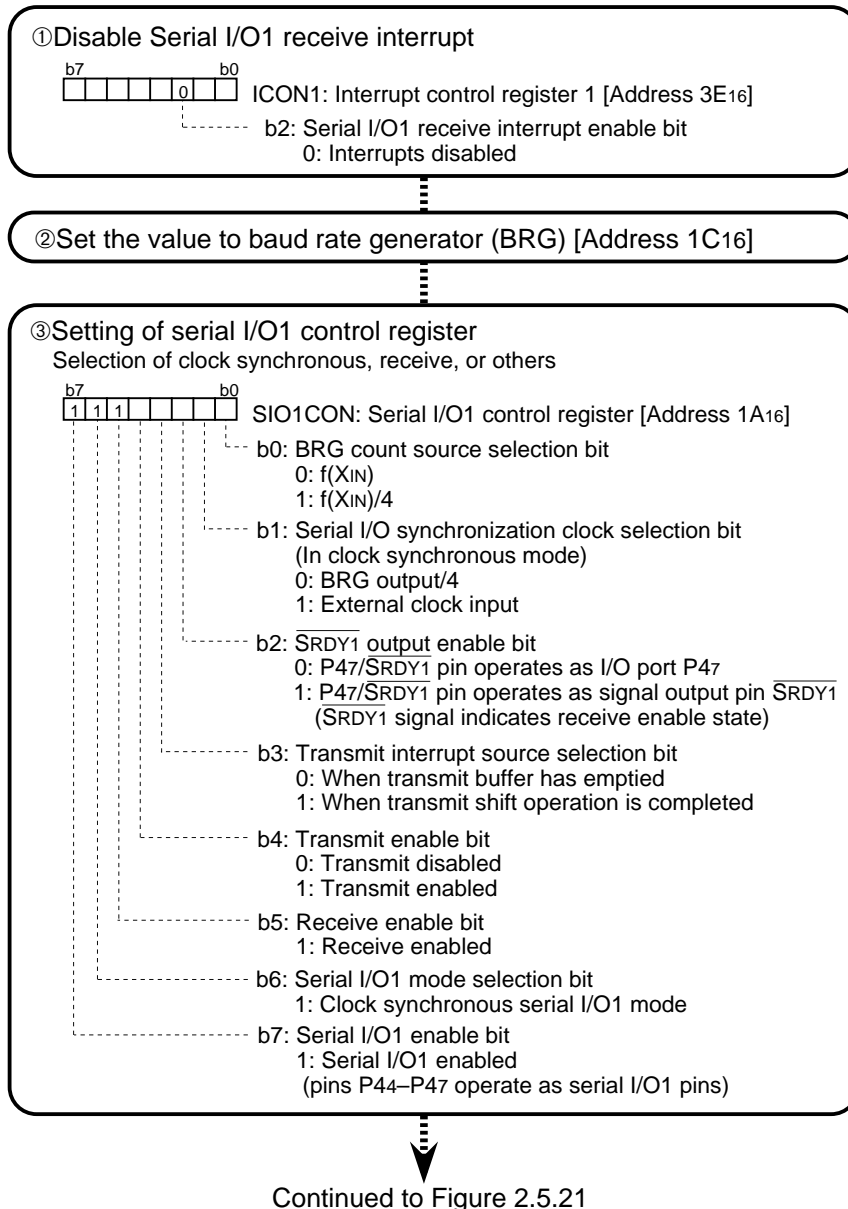 ①Disable Serial I/O1 receive interrupt
b7 b0
0 ICON1: Interrupt control register 1 [Address 3E16]
b2: Serial I/O1 receive interrupt enable bit
0: Interrupts disabled
②Set the value to baud rate generator (BRG) [Address 1C16]
③Setting of serial I/O1 control register
Selection of clock synchronous, receive, or others
b7 b0
1 1 1 SIO1CON: Serial I/O1 control register [Address 1A16]
b0: BRG count source selection bit
0: f(XIN)
1: f(XIN)/4
b1: Serial I/O synchronization clock selection bit
(In clock synchronous mode)
0: BRG output/4
1: External clock input
b2: SRDY1 output enable bit
0: P47/SRDY1 pin operates as I/O port P47
1: P47/SRDY1 pin operates as signal output pin SRDY1
(SRDY1 signal indicates receive enable state)
b3: Transmit interrupt source selection bit
0: When transmit buffer has emptied
1: When transmit shift operation is completed
b4: Transmit enable bit
0: Transmit disabled
1: Transmit enabled
b5: Receive enable bit
1: Receive enabled
b6: Serial I/O1 mode selection bit
1: Clock synchronous serial I/O1 mode
b7: Serial I/O1 enable bit
1: Serial I/O1 enabled
(pins P44–P47 operate as serial I/O1 pins)
Continued to Figure 2.5.21